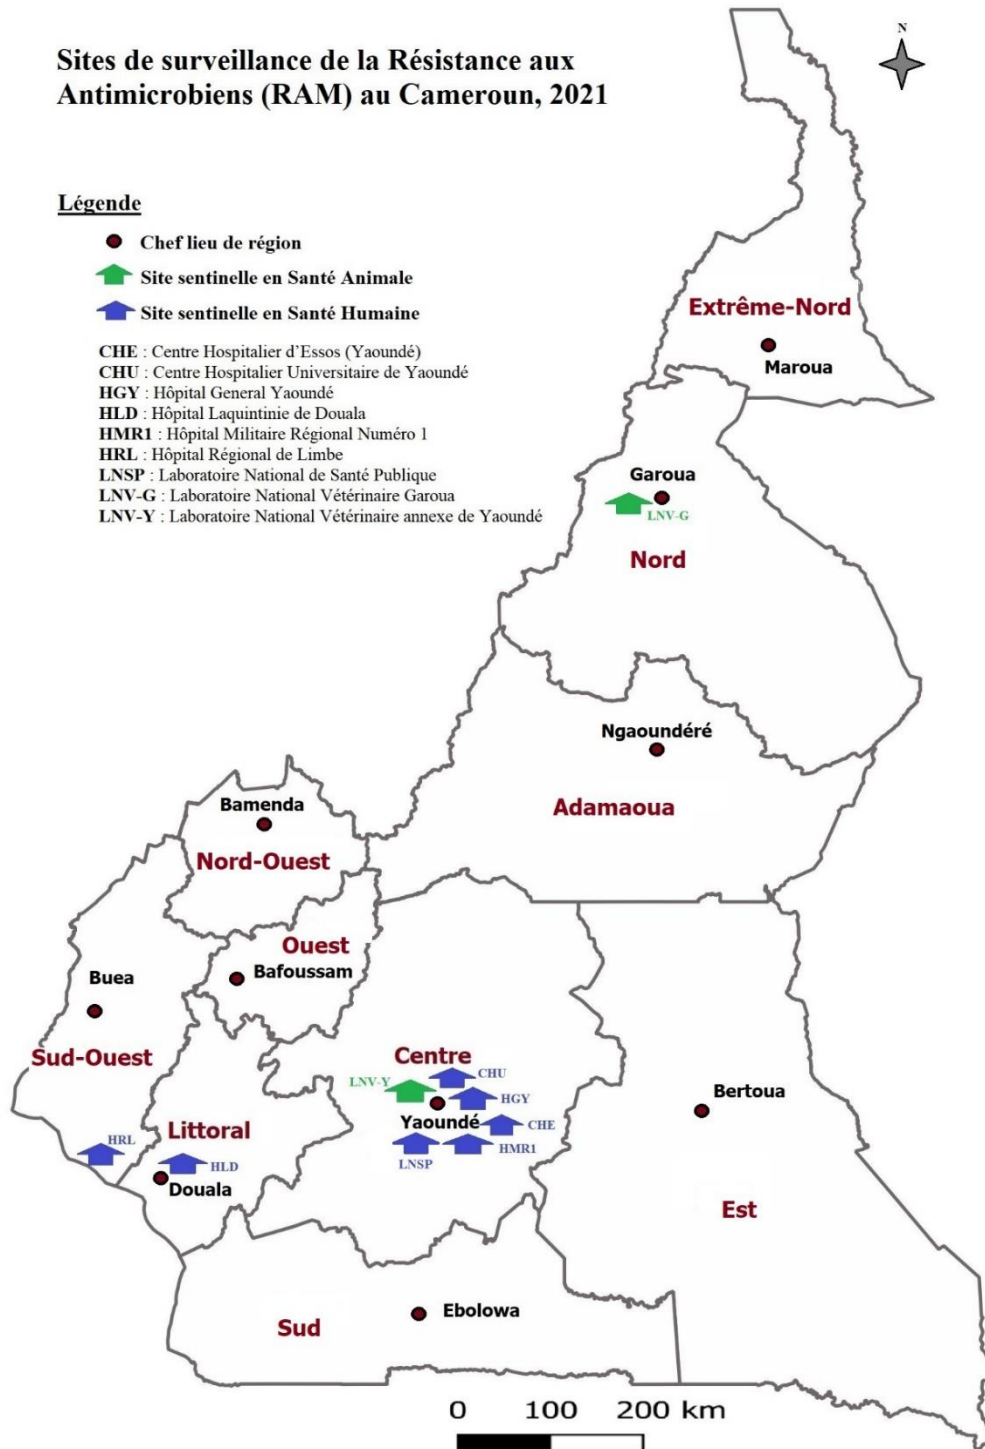 Sites de surveillance de la Résistance aux
Antimicrobiens (RAM) au Cameroun, 2021
N
Légende
Chef lieu de région
Site sentinelle en Santé Animale
Site sentinelle en Santé Humaine
CHE : Centre Hospitalier d'Essos (Yaoundé)
CHU : Centre Hospitalier Universitaire de Yaoundé
HGY : Hôpital General Yaoundé
HLD : Hôpital Laquintinie de Douala
HMR1 : Hôpital Militaire Régional Numéro 1
HRL : Hôpital Régional de Limbe
LNSP : Laboratoire National de Santé Publique
LNV-G : Laboratoire National Vétérinaire Garoua
LNV-Y : Laboratoire National Vétérinaire annexe de Yaoundé
Extrême-Nord
Maroua
Garoua
LNV-G
Nord
Ngaoundéré
Adamaoua
Bamenda
Nord-Ouest
Ouest
Bafoussam
Buea
Sud-Ouest
Centre
LNV-Y
CHU
HGY
Yaoundé
CHE
HMR1
LNSP
Bertoua
Littoral
HRL
HLD
Douala
Est
Ebolowa
Sud
0 100 200 km